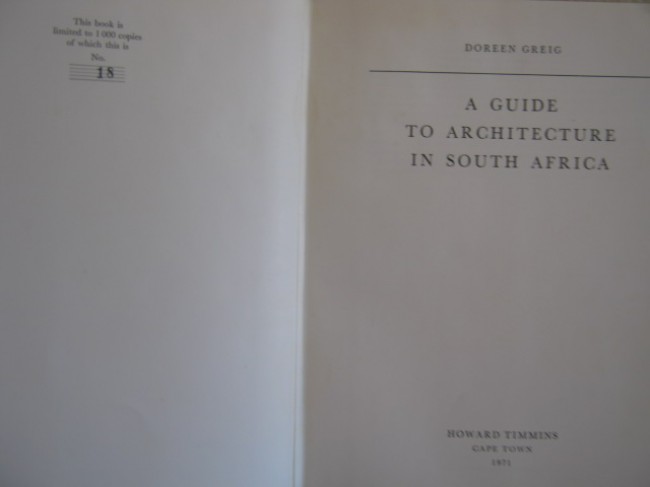 This book is
limited to 1 000 copies
of which this is
No.
18
DOREEN GREIG
A GUIDE
TO ARCHITECTURE
IN SOUTH AFRICA
HOWARD TIMMINS
CAPE TOWN
1971